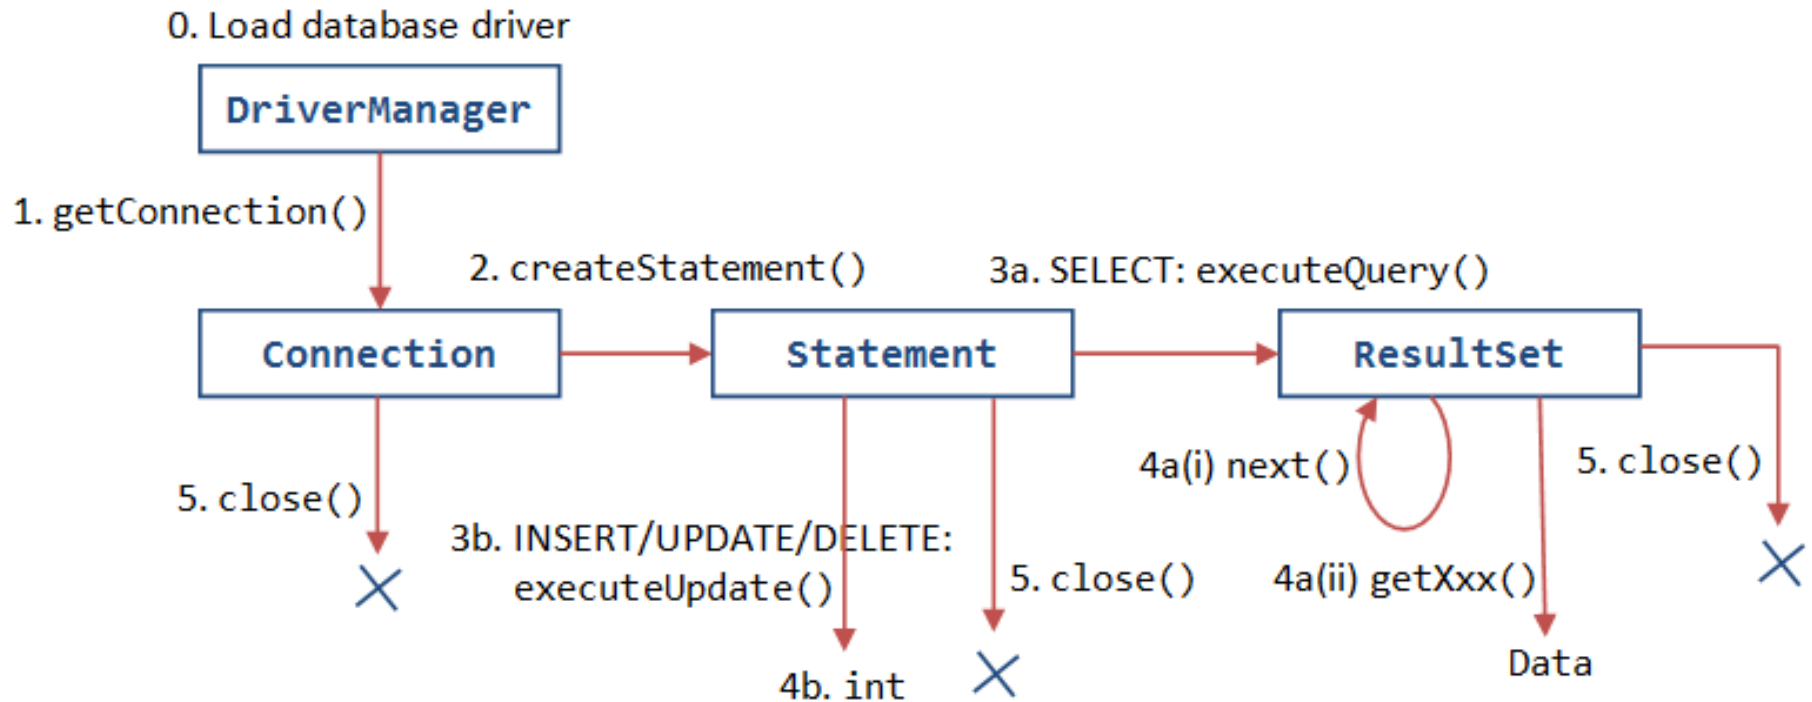 0. Load database driver
DriverManager
1. getConnection()
2. createStatement()
3a. SELECT: executeQuery()
Connection
Statement
ResultSet
4a(i) next()
5. close()
5. close()
3b. INSERT/UPDATE/DELETE:
executeUpdate()
5. close()
4a(ii) getXxx()
4b. int
Data